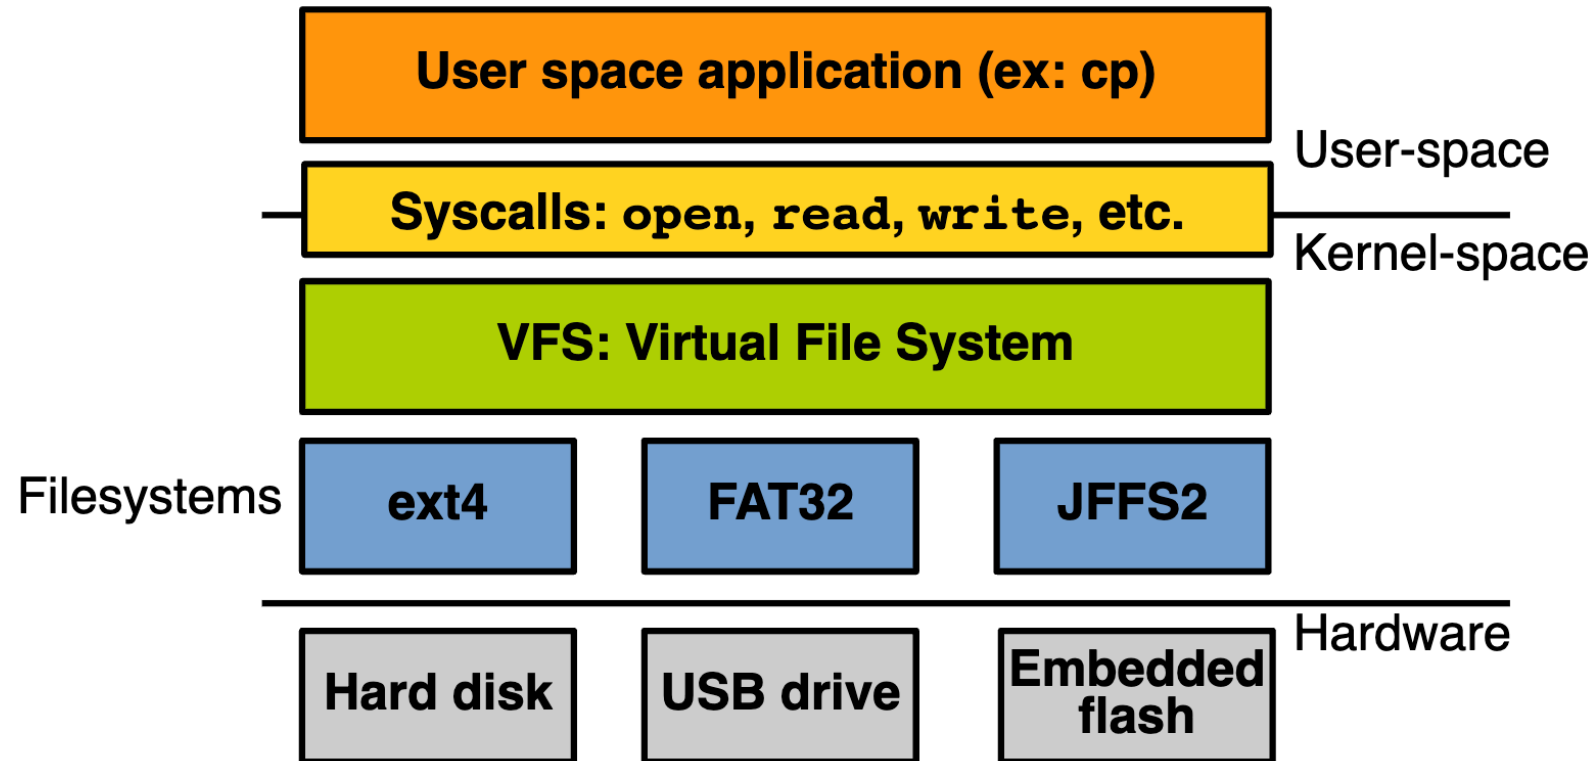 User space application (ex: cp)
User-space
Syscalls: open, read, write, etc.
Kernel-space
VFS: Virtual File System
Filesystems
ext4
FAT32
JFFS2
Hardware
Hard disk
USB drive
Embedded
flash